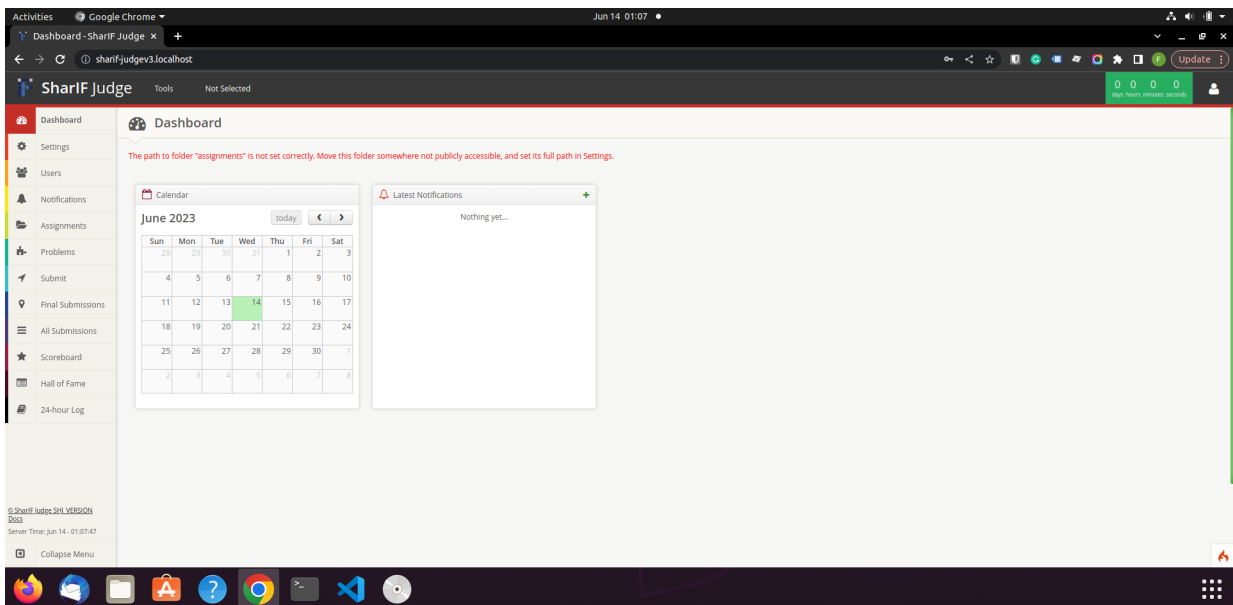 Activities Google Chrome Jun 14 01:07
Dashboard - SharIF Judge
sharif-judgev3.localhost Update
SharIF Judge Tools Not Selected 0 0 0 0
days hours minutes seconds
Dashboard
Settings
Users
Notifications
Assignments
Problems
Submit
Final Submissions
All Submissions
Scoreboard
Hall of Fame
24-hour Log
© SharIF Judge SHJ_VERSION
Docs
Server Time: Jun 14 - 01:07:47
Collapse Menu
Dashboard
The path to folder "assignments" is not set correctly. Move this folder somewhere not publicly accessible, and set its full path in Settings.
Calendar
June 2023 today
Sun Mon Tue Wed Thu Fri Sat
28 29 30 31 1 2 3
4 5 6 7 8 9 10
11 12 13 14 15 16 17
18 19 20 21 22 23 24
25 26 27 28 29 30 1
2 3 4 5 6 7 8
Latest Notifications +
Nothing yet...